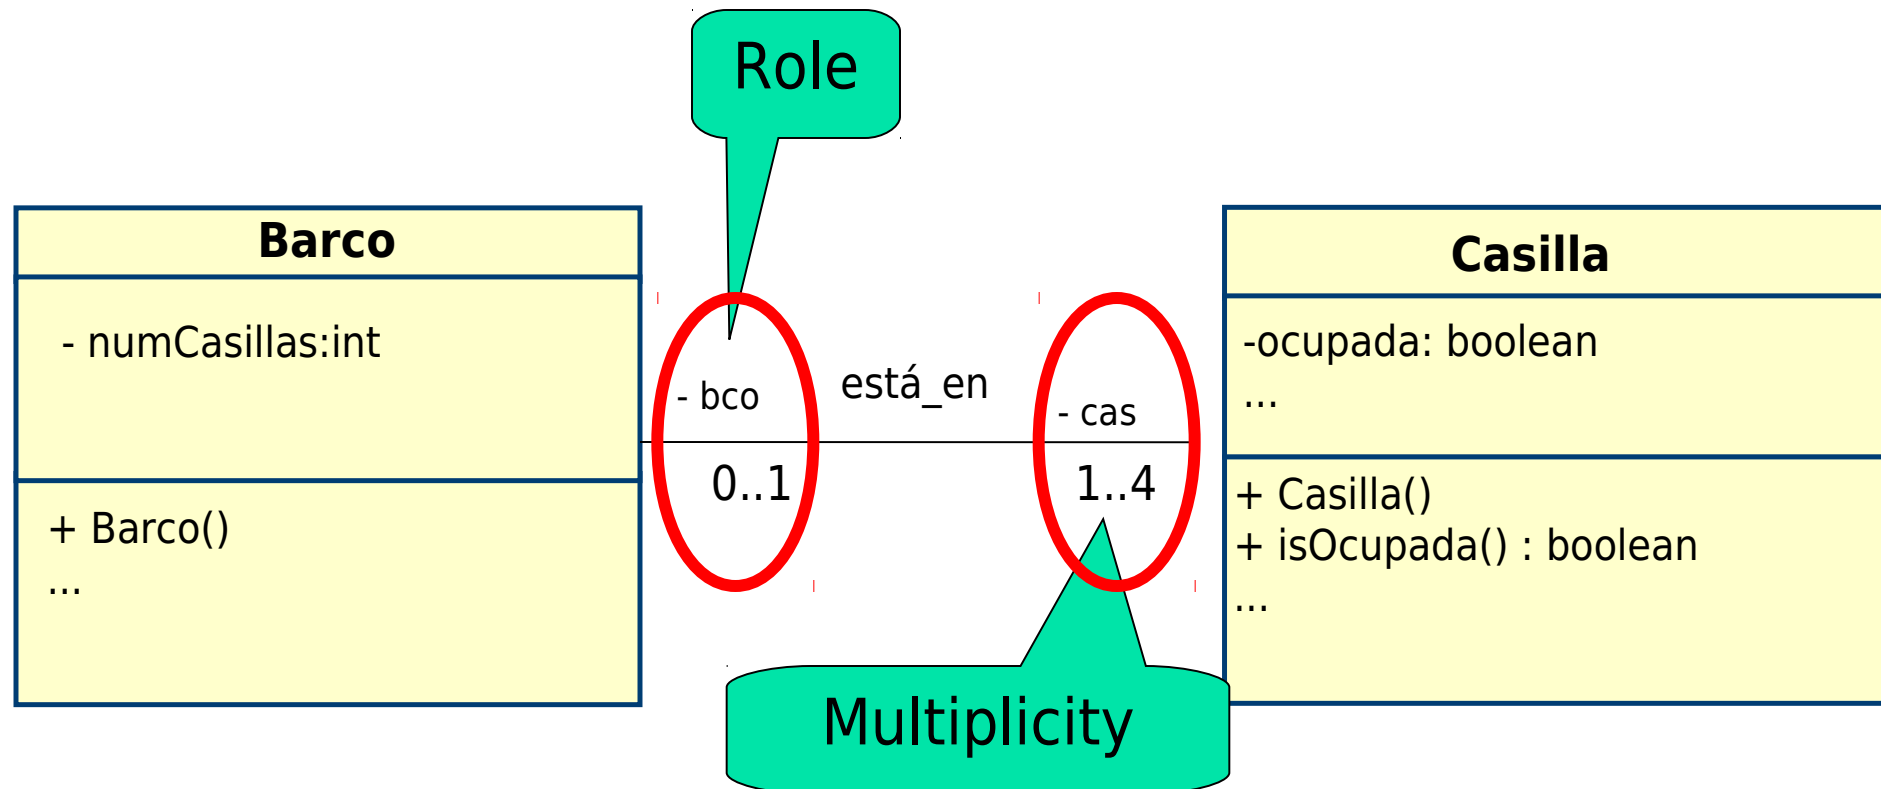 Role
Barco
- numCasillas:int
+ Barco()
...
- bco
0..1
está_en
- cas
1..4
Casilla
-ocupada: boolean
...
+ Casilla()
+ isOcupada() : boolean
...
Multiplicity